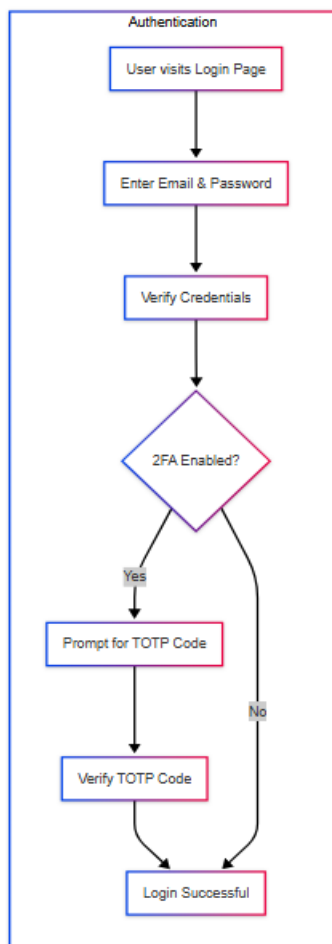 Authentication
User visits Login Page
Enter Email & Password
Verify Credentials
2FA Enabled?
Yes
Prompt for TOTP Code
No
Verify TOTP Code
Login Successful